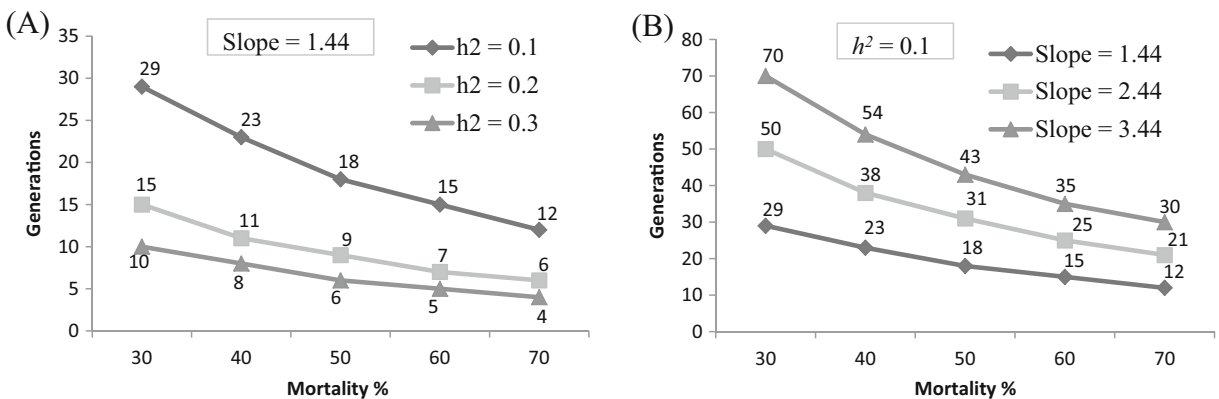 (A)
Slope = 1.44
h2 = 0.1
h2 = 0.2
h2 = 0.3
35
30
25
20
15
10
5
0
Generations
29
23
18
15
12
15
11
9
7
6
10
8
6
5
4
30 40 50 60 70
Mortality %
(B)
h² = 0.1
Slope = 1.44
Slope = 2.44
Slope = 3.44
80
70
60
50
40
30
20
10
0
Generations
70
54
43
35
30
50
38
31
25
21
29
23
18
15
12
30 40 50 60 70
Mortality %